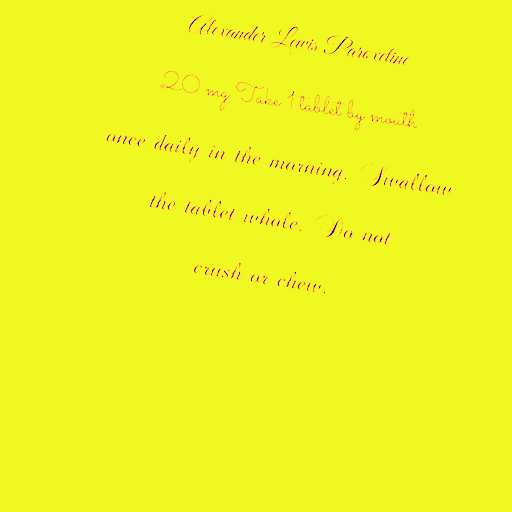 Alexander Lewis Paroxetine
20 mg Take 1 tablet by mouth
once daily in the morning. Swallow
the tablet whole. Do not
crush or chew.